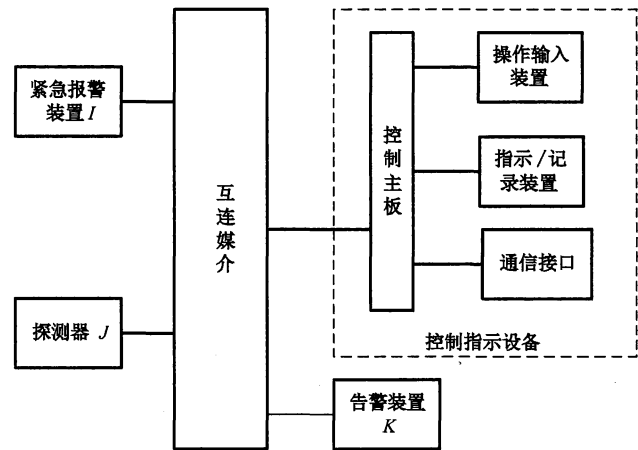 紧急报警
装置I
探测器 J
互连媒介
控制主板
操作输入
装置
指示/记
录装置
通信接口
控制指示设备
告警装置
K